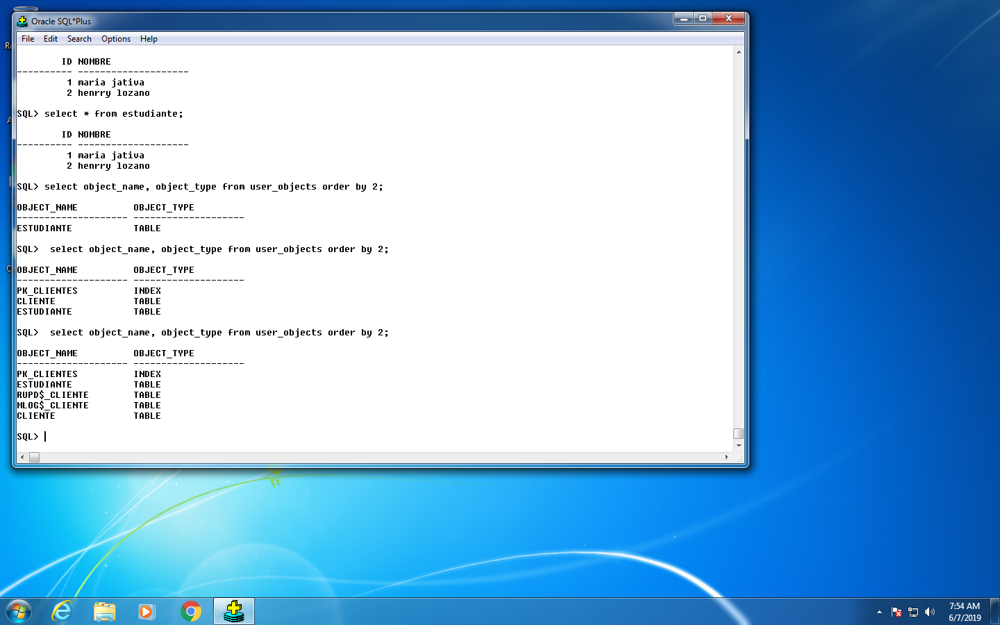 Oracle SQL*Plus
File Edit Search Options Help
ID NOMBRE
---------- --------------------
1 maria jativa
2 henrry lozano
SQL> select * from estudiante;
ID NOMBRE
---------- --------------------
1 maria jativa
2 henrry lozano
SQL> select object_name, object_type from user_objects order by 2;
OBJECT_NAME OBJECT_TYPE
-------------------- --------------------
ESTUDIANTE TABLE
SQL>  select object_name, object_type from user_objects order by 2;
OBJECT_NAME OBJECT_TYPE
-------------------- --------------------
PK_CLIENTES INDEX
CLIENTE TABLE
ESTUDIANTE TABLE
SQL>  select object_name, object_type from user_objects order by 2;
OBJECT_NAME OBJECT_TYPE
-------------------- --------------------
PK_CLIENTES INDEX
ESTUDIANTE TABLE
RUPD$_CLIENTE TABLE
MLOG$_CLIENTE TABLE
CLIENTE TABLE
SQL>
7:54 AM
6/7/2019